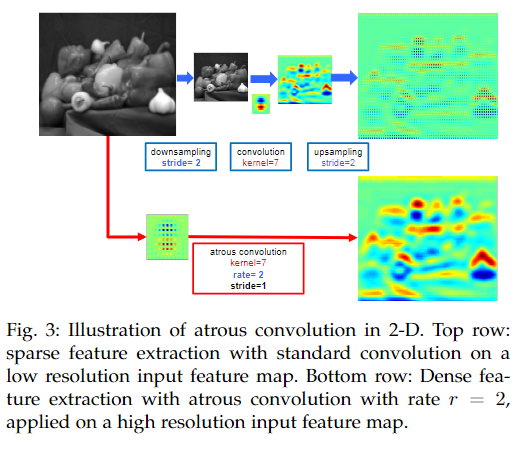 downsampling
stride= 2
convolution
kernel=7
upsampling
stride=2
atrous convolution
kernel=7
rate= 2
stride=1
Fig. 3: Illustration of atrous convolution in 2-D. Top row:
sparse feature extraction with standard convolution on a
low resolution input feature map. Bottom row: Dense fea-
ture extraction with atrous convolution with rate r = 2,
applied on a high resolution input feature map.